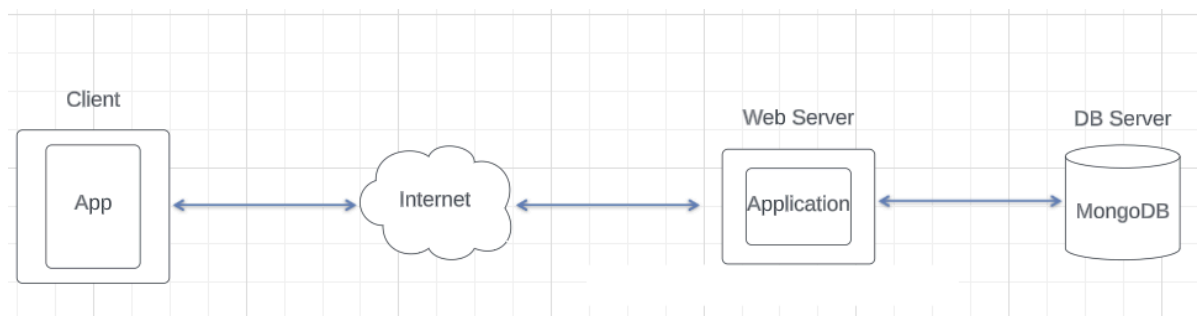 Client
App
Internet
Web Server
Application
DB Server
MongoDB